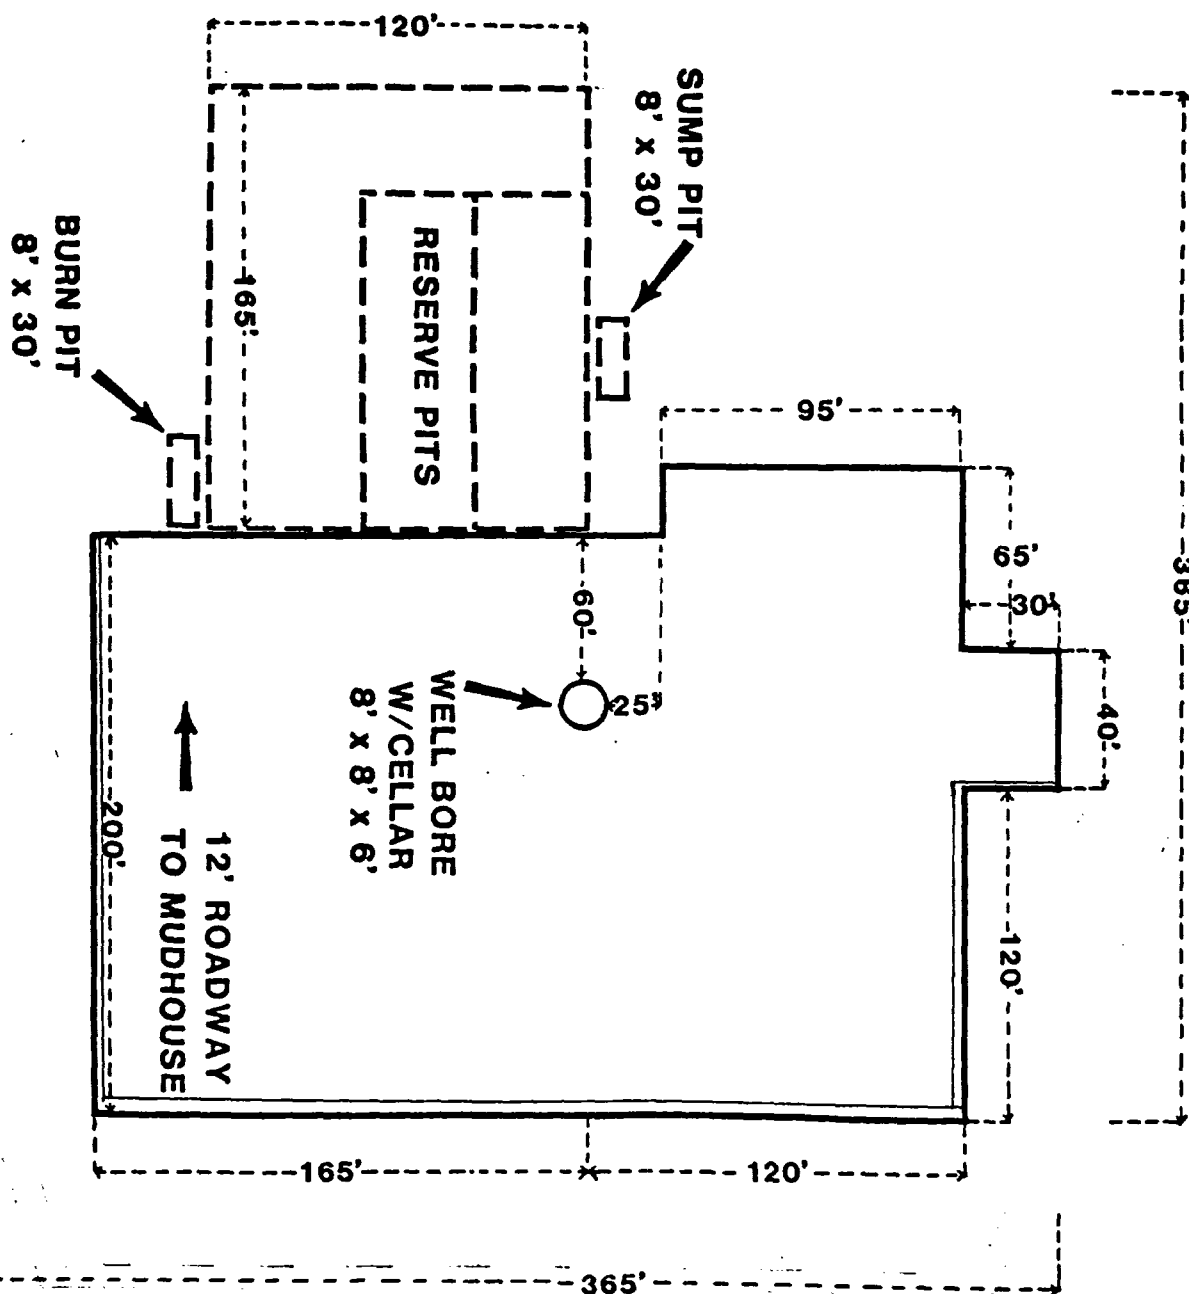 120'
SUMP PIT
8' x 30'
BURN PIT
8' x 30'
165'
RESERVE PITS
95'
65'
30'
365'
40'
60'
25'
WELL BORE
W/CELLAR
8' x 8' x 6'
120'
200'
12' ROADWAY
TO MUDHOUSE
165'
120'
365'